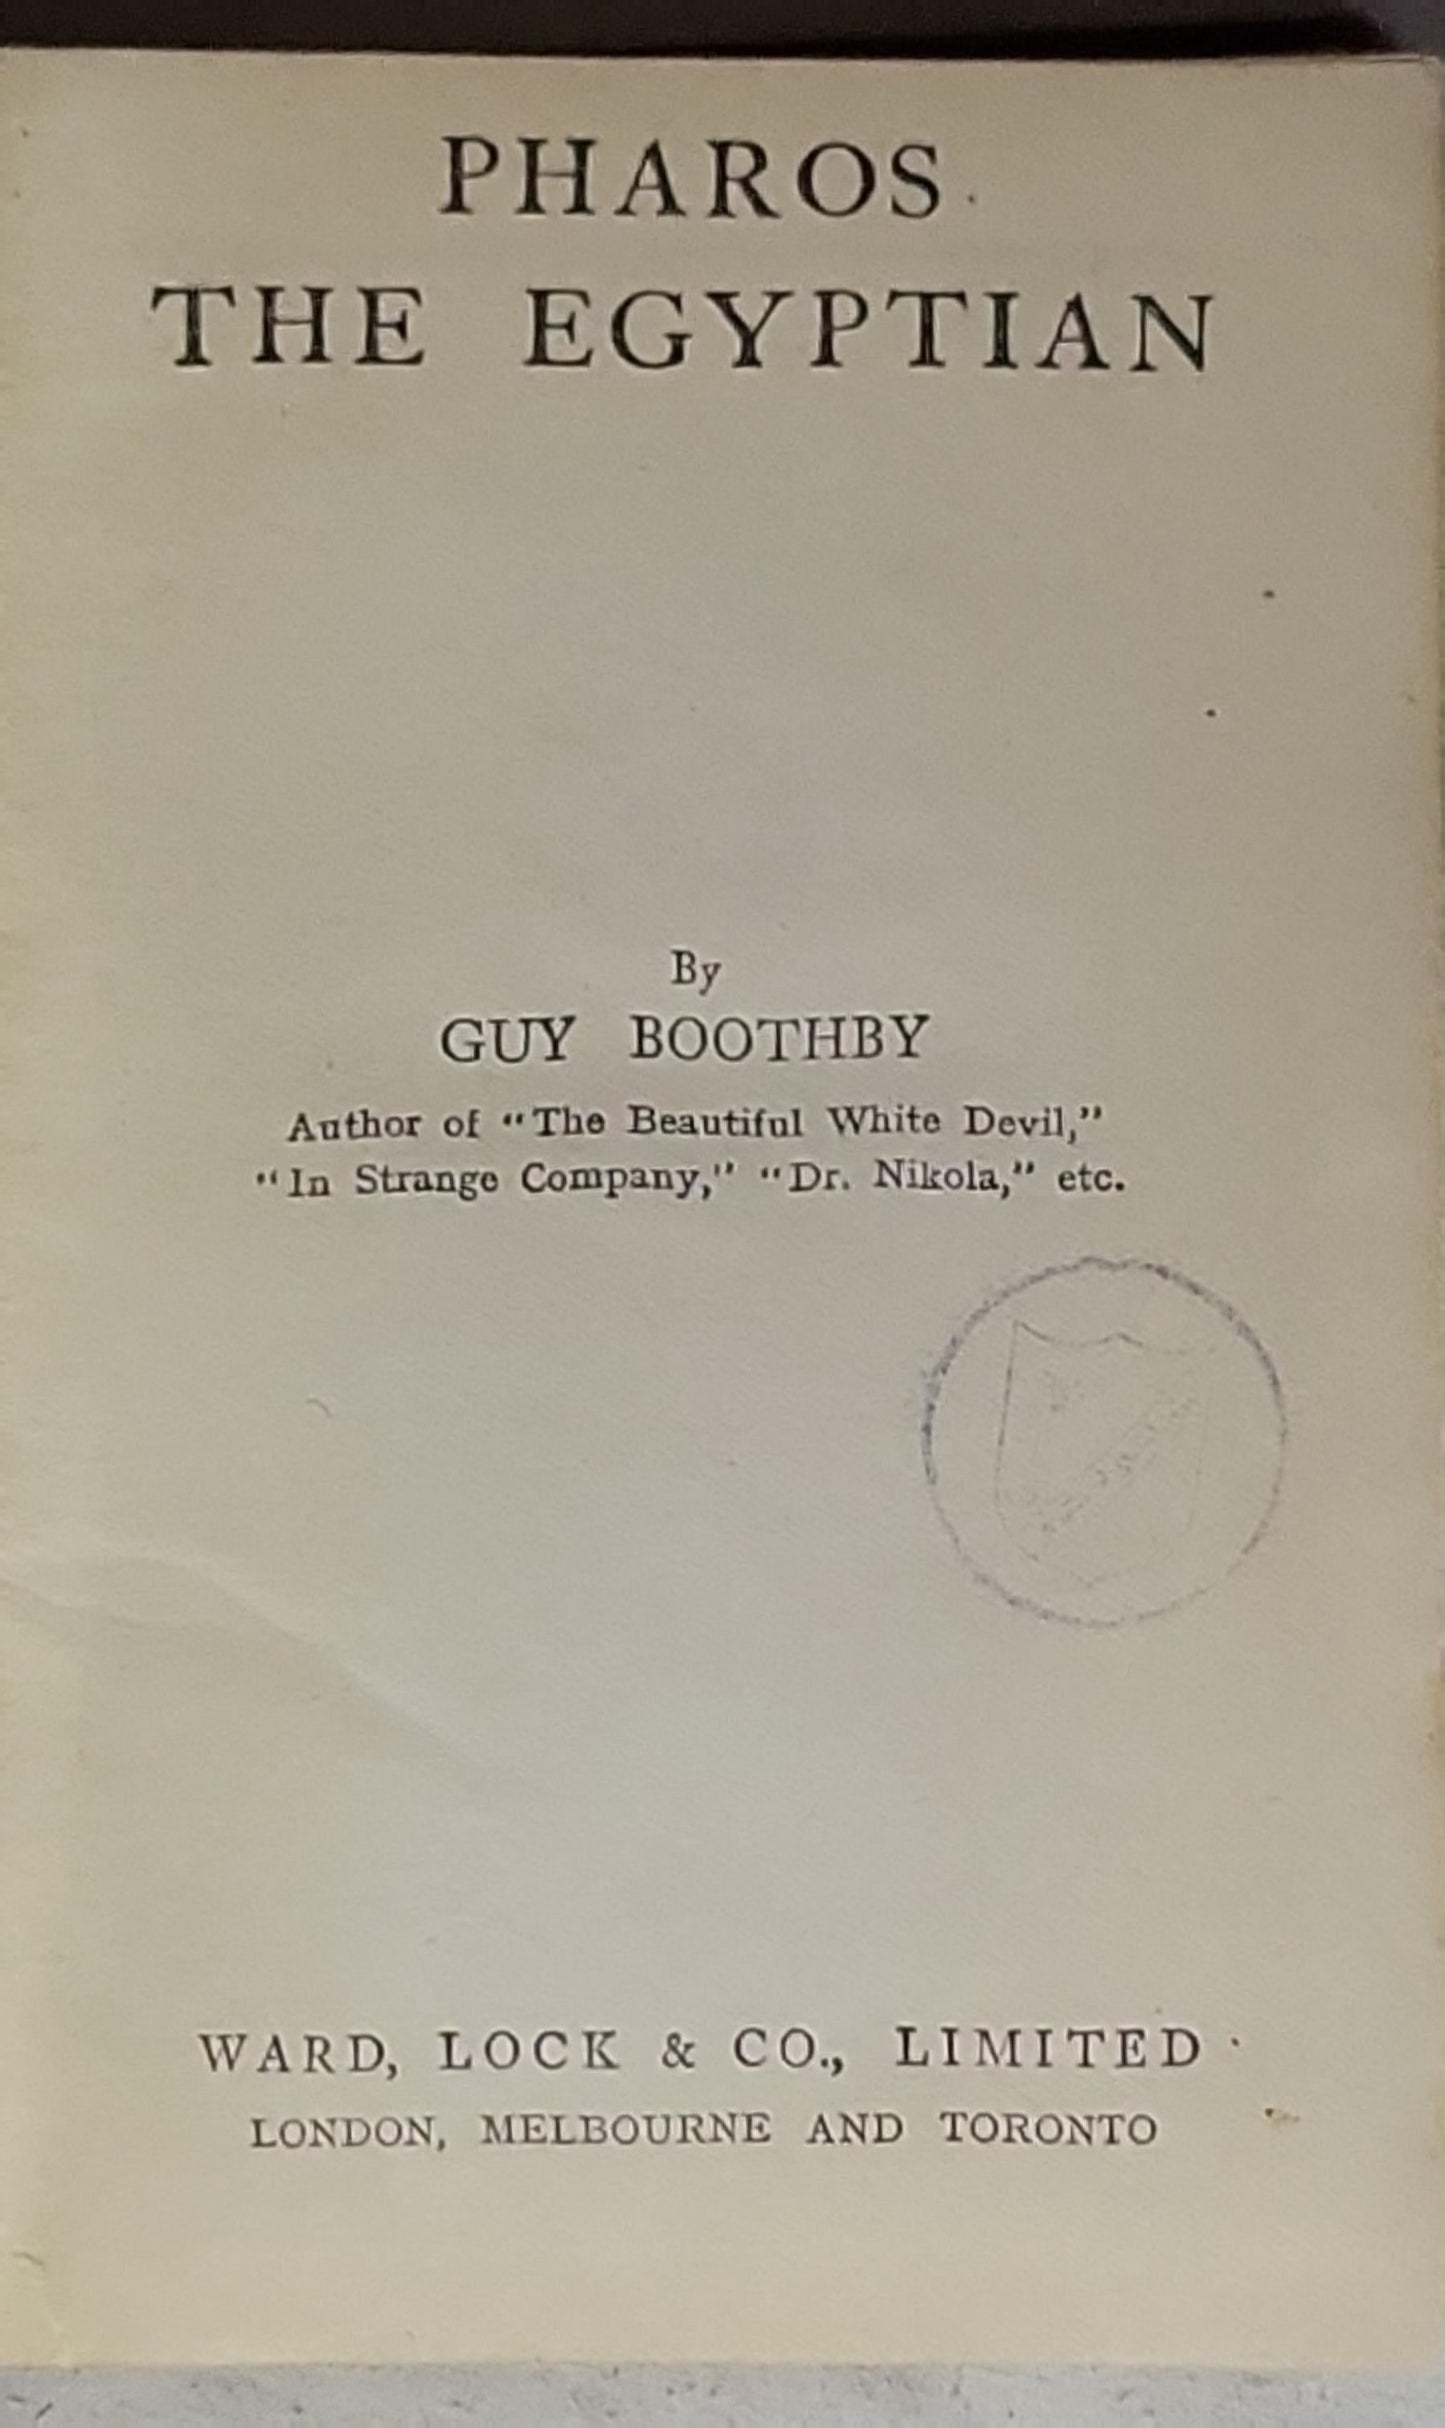 PHAROS
THE EGYPTIAN
By
GUY BOOTHBY
Author of “The Beautiful White Devil,”
“In Strange Company,” “Dr. Nikola,” etc.
WARD, LOCK & CO., LIMITED
LONDON, MELBOURNE AND TORONTO